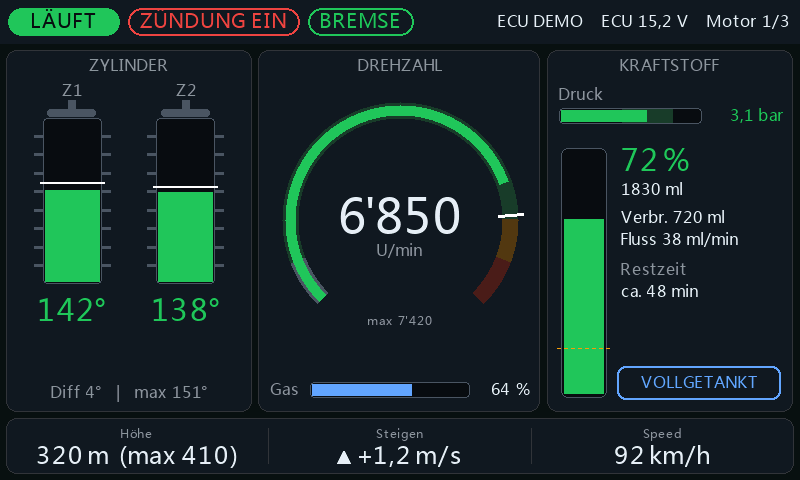 LÄUFT ZÜNDUNG EIN BREMSE ECU DEMO ECU 15,2 V Motor 1/3
ZYLINDER
Z1 Z2
142° 138°
Diff 4° | max 151°
DREHZAHL
6'850
U/min
max 7'420
Gas 64 %
KRAFTSTOFF
Druck
3,1 bar
72 %
1830 ml
Verbr. 720 ml
Fluss 38 ml/min
Restzeit
ca. 48 min
VOLLGETANKT
Höhe
320 m (max 410)
Steigen
▲ +1,2 m/s
Speed
92 km/h